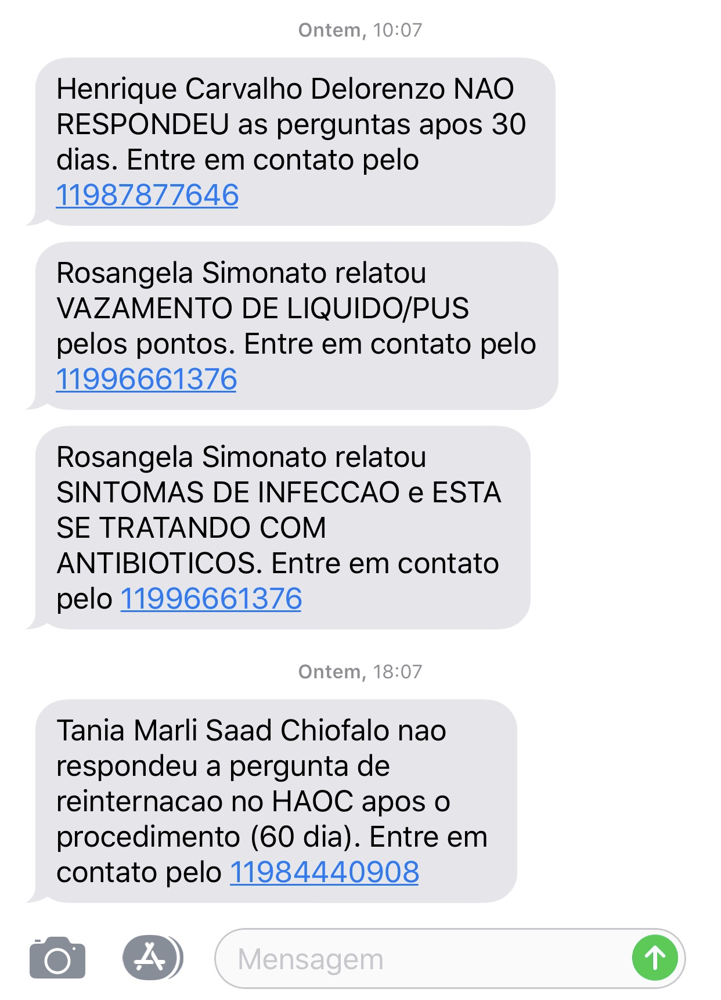 Ontem, 10:07
Henrique Carvalho Delorenzo NAO
RESPONDEU as perguntas apos 30
dias. Entre em contato pelo
11987877646
Rosangela Simonato relatou
VAZAMENTO DE LIQUIDO/PUS
pelos pontos. Entre em contato pelo
11996661376
Rosangela Simonato relatou
SINTOMAS DE INFECCAO e ESTA
SE TRATANDO COM
ANTIBIOTICOS. Entre em contato
pelo 11996661376
Ontem, 18:07
Tania Marli Saad Chiofalo nao
respondeu a pergunta de
reinternacao no HAOC apos o
procedimento (60 dia). Entre em
contato pelo 11984440908
Mensagem